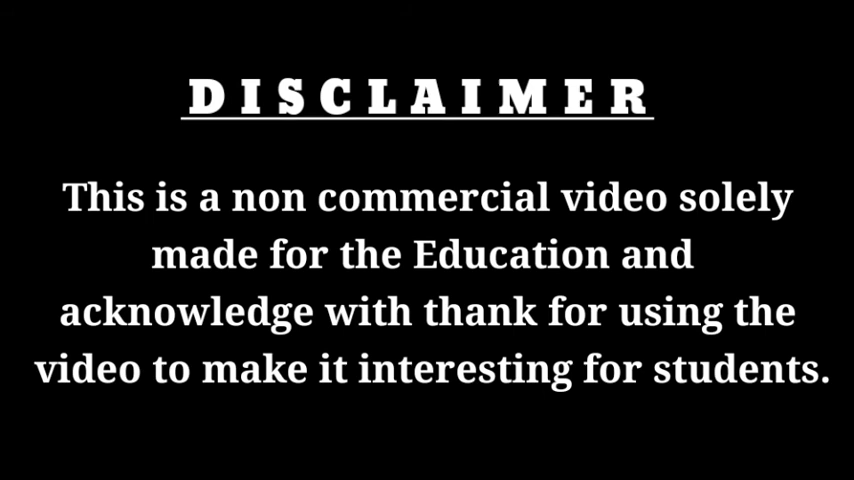 DISCLAIMER
This is a non commercial video solely
made for the Education and
acknowledge with thank for using the
video to make it interesting for students.